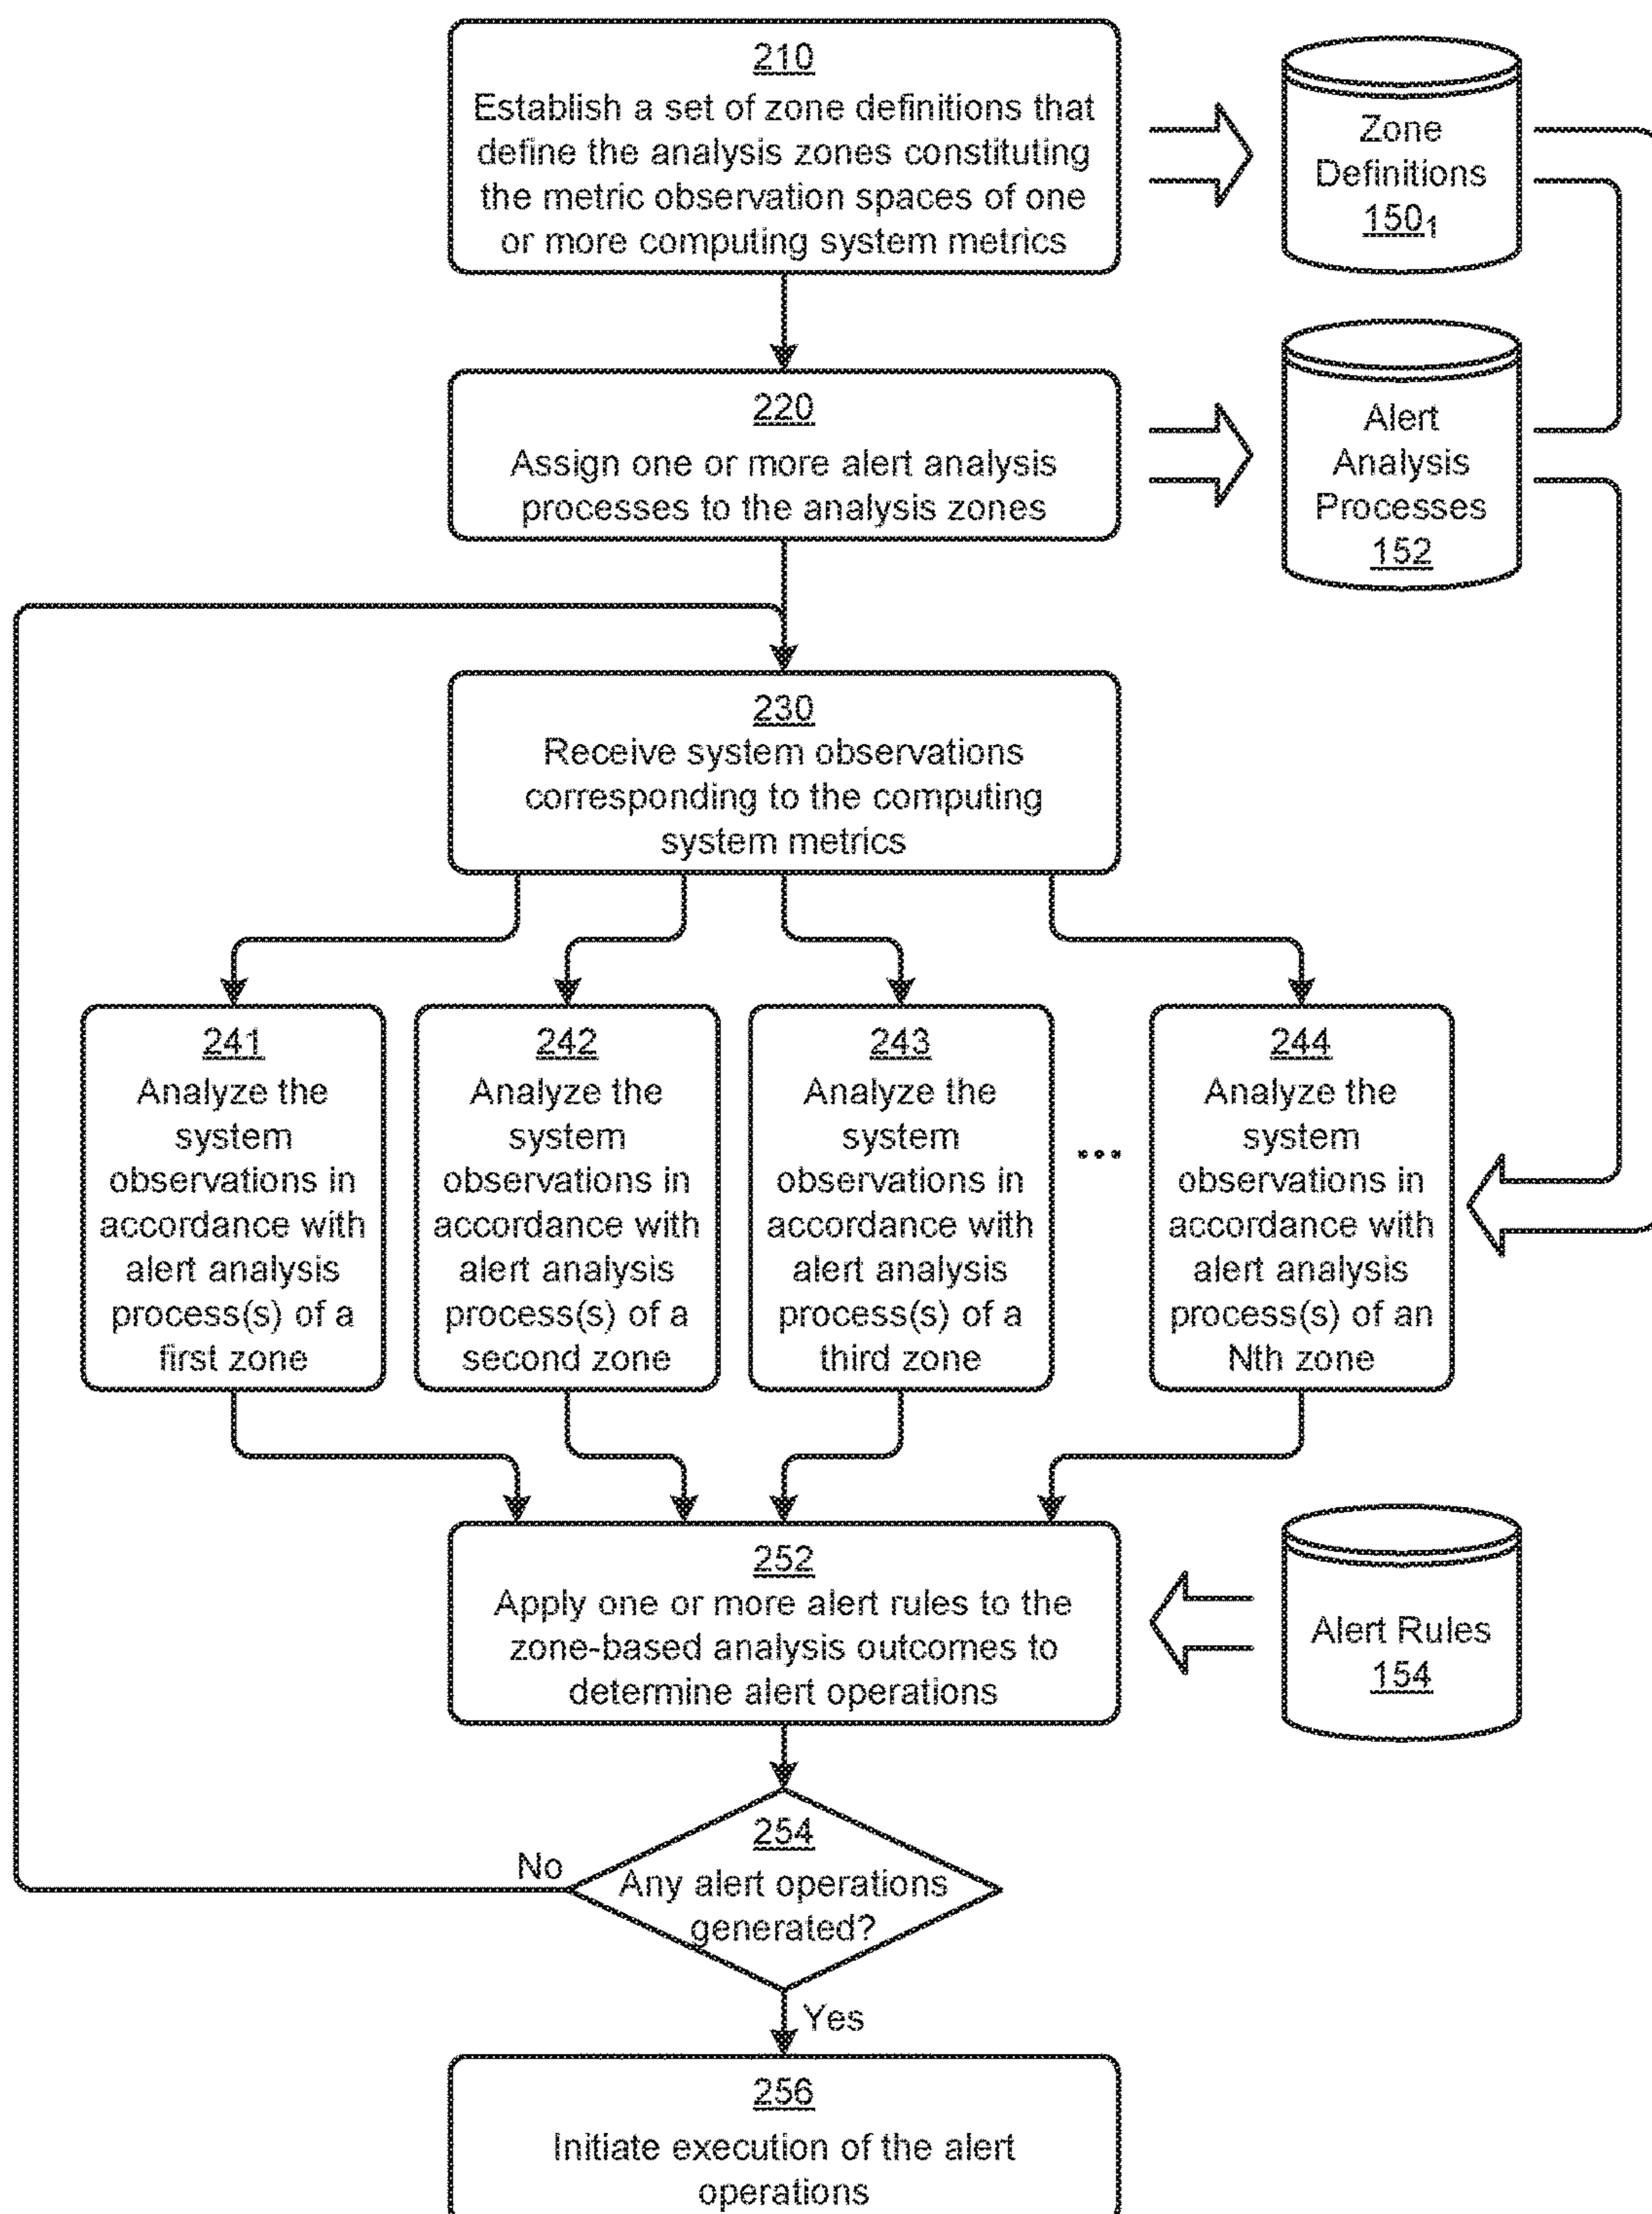 210
Establish a set of zone definitions that
define the analysis zones constituting
the metric observation spaces of one
or more computing system metrics
Zone
Definitions
150₁
220
Assign one or more alert analysis
processes to the analysis zones
Alert
Analysis
Processes
152
230
Receive system observations
corresponding to the computing
system metrics
241
Analyze the
system
observations in
accordance with
alert analysis
process(s) of a
first zone
242
Analyze the
system
observations in
accordance with
alert analysis
process(s) of a
second zone
243
Analyze the
system
observations in
accordance with
alert analysis
process(s) of a
third zone
...
244
Analyze the
system
observations in
accordance with
alert analysis
process(s) of an
Nth zone
252
Apply one or more alert rules to the
zone-based analysis outcomes to
determine alert operations
Alert Rules
154
254
Any alert operations
generated?
No
Yes
256
Initiate execution of the alert
operations